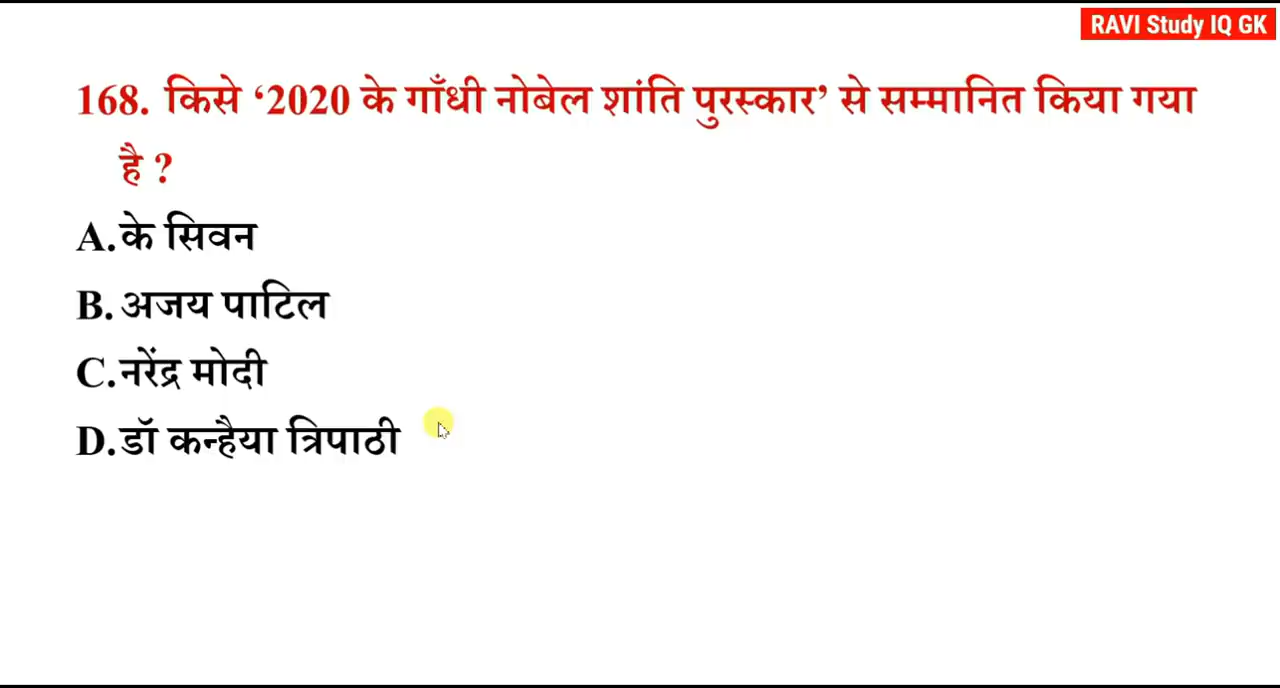 RAVI Study IQ GK
168. किसे ‘2020 के गाँधी नोबेल शांति पुरस्कार’ से सम्मानित किया गया
है ?
A.के सिवन
B. अजय पाटिल
C.नरेंद्र मोदी
D.डॉ कन्हैया त्रिपाठी